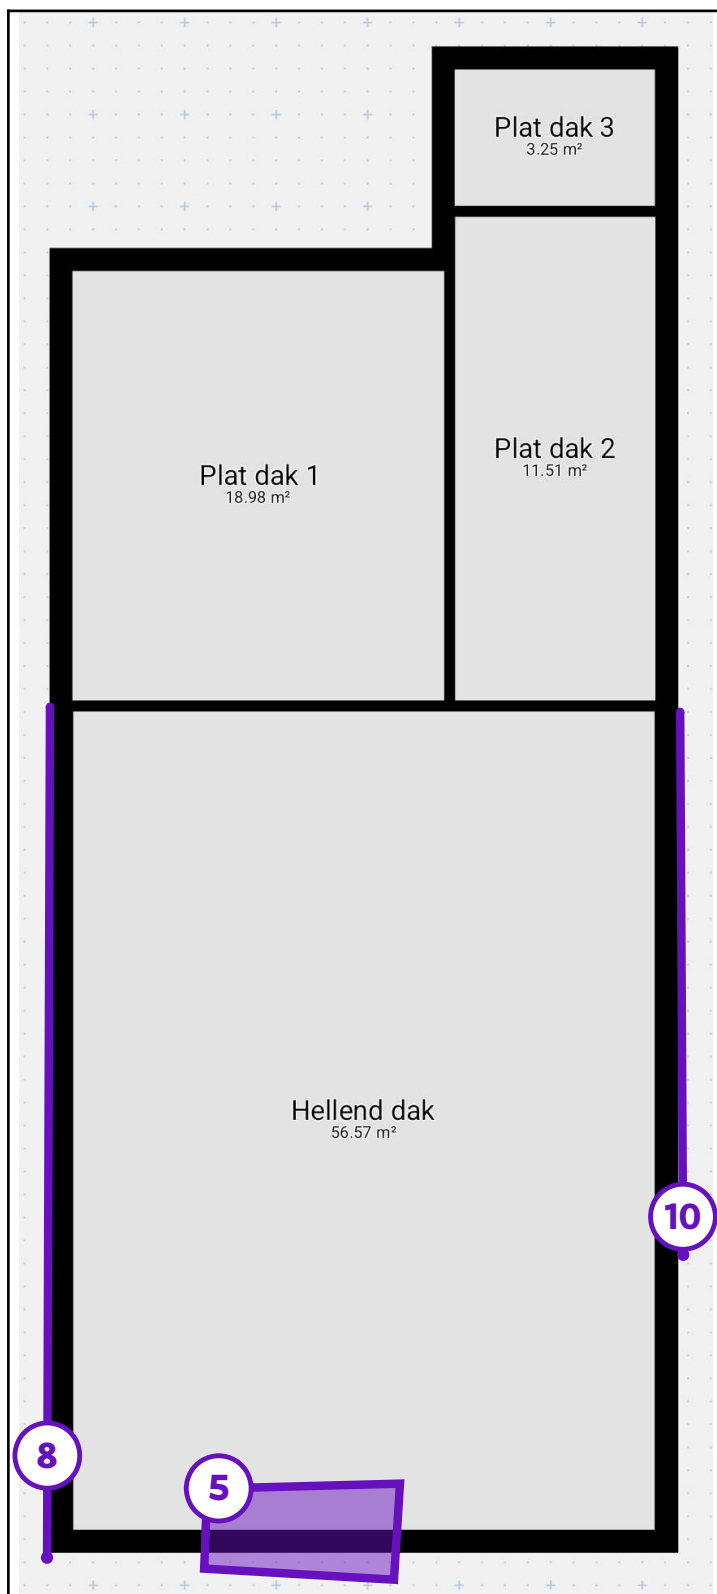 Plat dak 3
3.25 m²
Plat dak 2
11.51 m²
Plat dak 1
18.98 m²
Hellend dak
56.57 m²
10
8
5